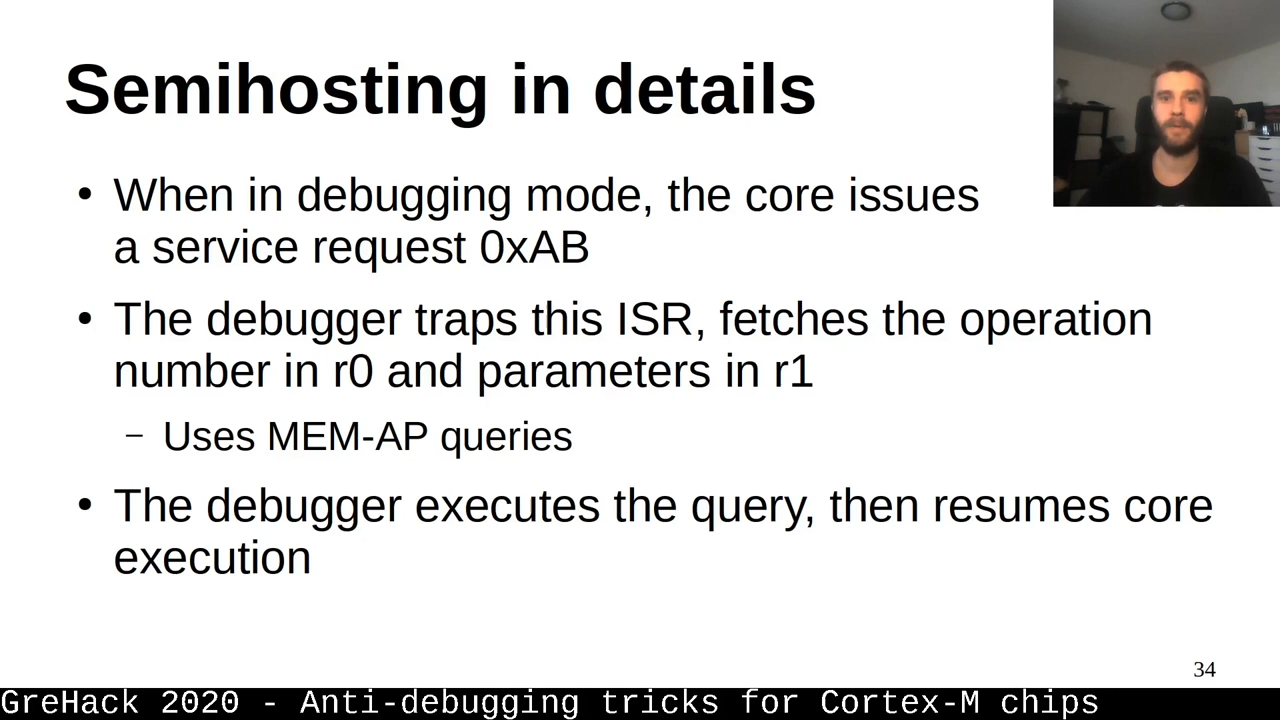 Semihosting in details
• When in debugging mode, the core issues
a service request 0xAB
• The debugger traps this ISR, fetches the operation
number in r0 and parameters in r1
– Uses MEM-AP queries
• The debugger executes the query, then resumes core
execution
34
GreHack 2020 - Anti-debugging tricks for Cortex-M chips